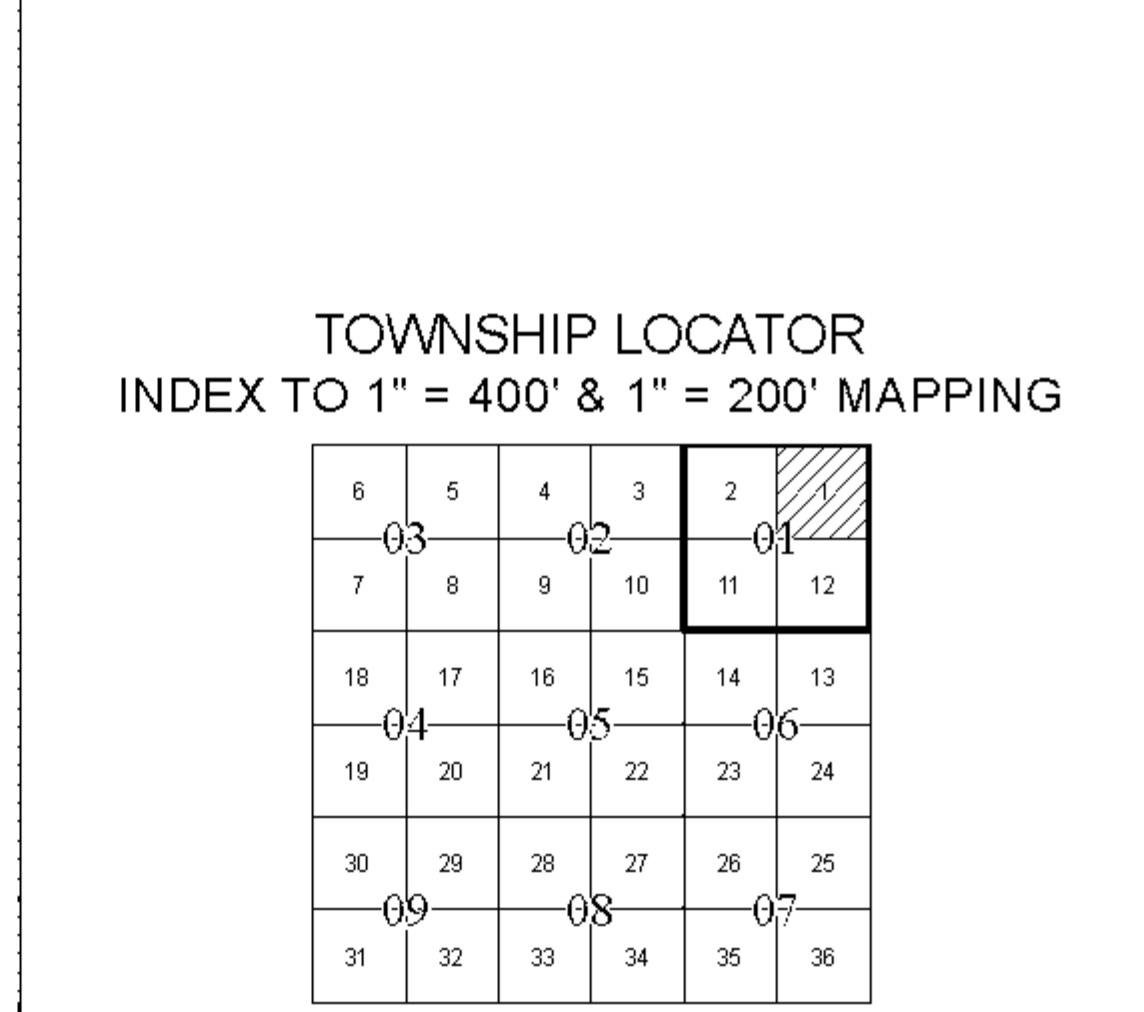 TOWNSHIP LOCATOR
INDEX TO 1" = 400' & 1" = 200' MAPPING
6 5 4 3 2 1
03 02 01
7 8 9 10 11 12
18 17 16 15 14 13
04 05 06
19 20 21 22 23 24
30 29 28 27 26 25
09 08 07
31 32 33 34 35 36